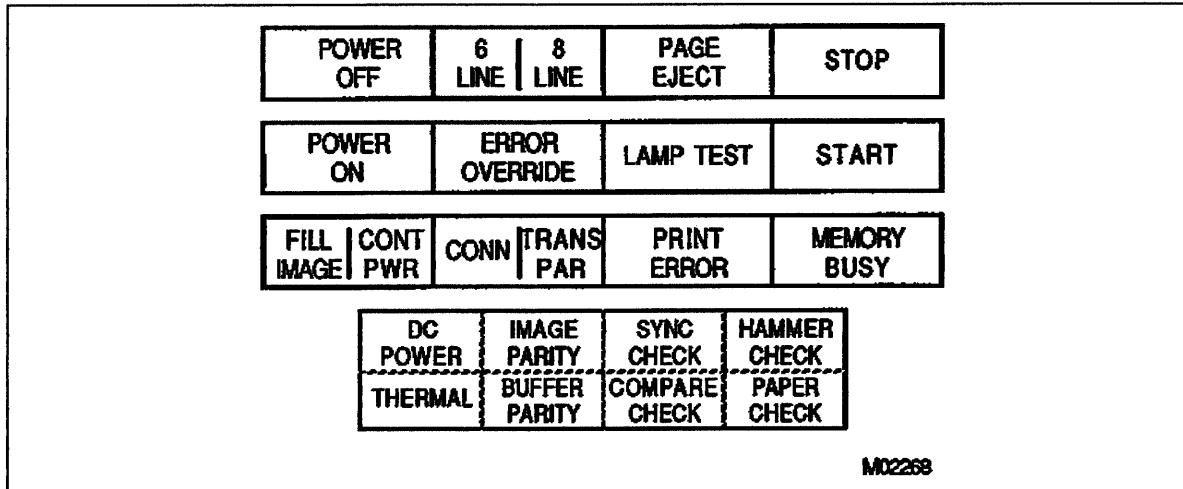 POWER OFF
6 LINE | 8 LINE
PAGE EJECT
STOP
POWER ON
ERROR OVERRIDE
LAMP TEST
START
FILL IMAGE | CONT PWR
CONN | TRANS PAR
PRINT ERROR
MEMORY BUSY
DC POWER
IMAGE PARITY
SYNC CHECK
HAMMER CHECK
THERMAL
BUFFER PARITY
COMPARE CHECK
PAPER CHECK
M02268